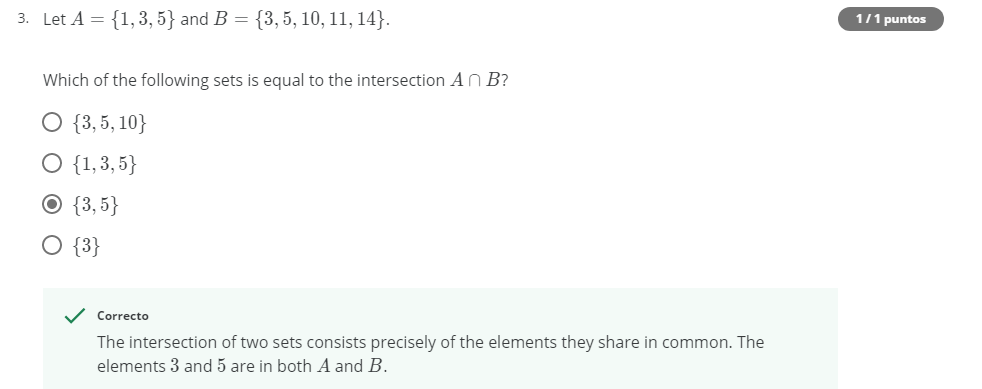 3. Let A = {1, 3, 5} and B = {3, 5, 10, 11, 14}.
1 / 1 puntos
Which of the following sets is equal to the intersection A ∩ B?
{3, 5, 10}
{1, 3, 5}
{3, 5}
{3}
Correcto
The intersection of two sets consists precisely of the elements they share in common. The
elements 3 and 5 are in both A and B.